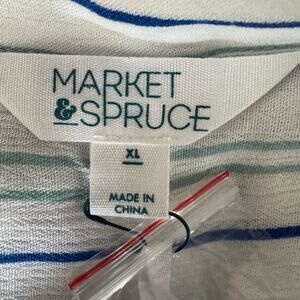 MARKET
& SPRUCE
XL
MADE IN
CHINA